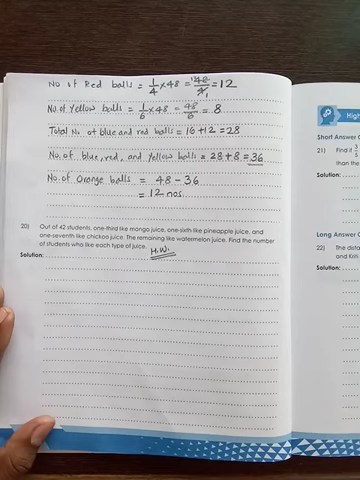 No of Red balls = 1/4 × 48 = 48/4 = 12
No. of Yellow balls = 1/6 × 48 = 48/6 = 8
Total No of blue and red balls = 16 + 12 = 28
No. of blue, red, and Yellow balls = 28 + 8 = 36
No. of Orange balls = 48 - 36
= 12 nos.
20) Out of 42 students, one-third like mango juice, one-sixth like pineapple juice, and
one-seventh like chickoo juice. The remaining like watermelon juice. Find the number
of students who like each type of juice.
H.W.
Solution:
High
Short Answer
21) Find if 3/5
than the
Solution:
Long Answer
22) The dista
and Kriti
Solution: